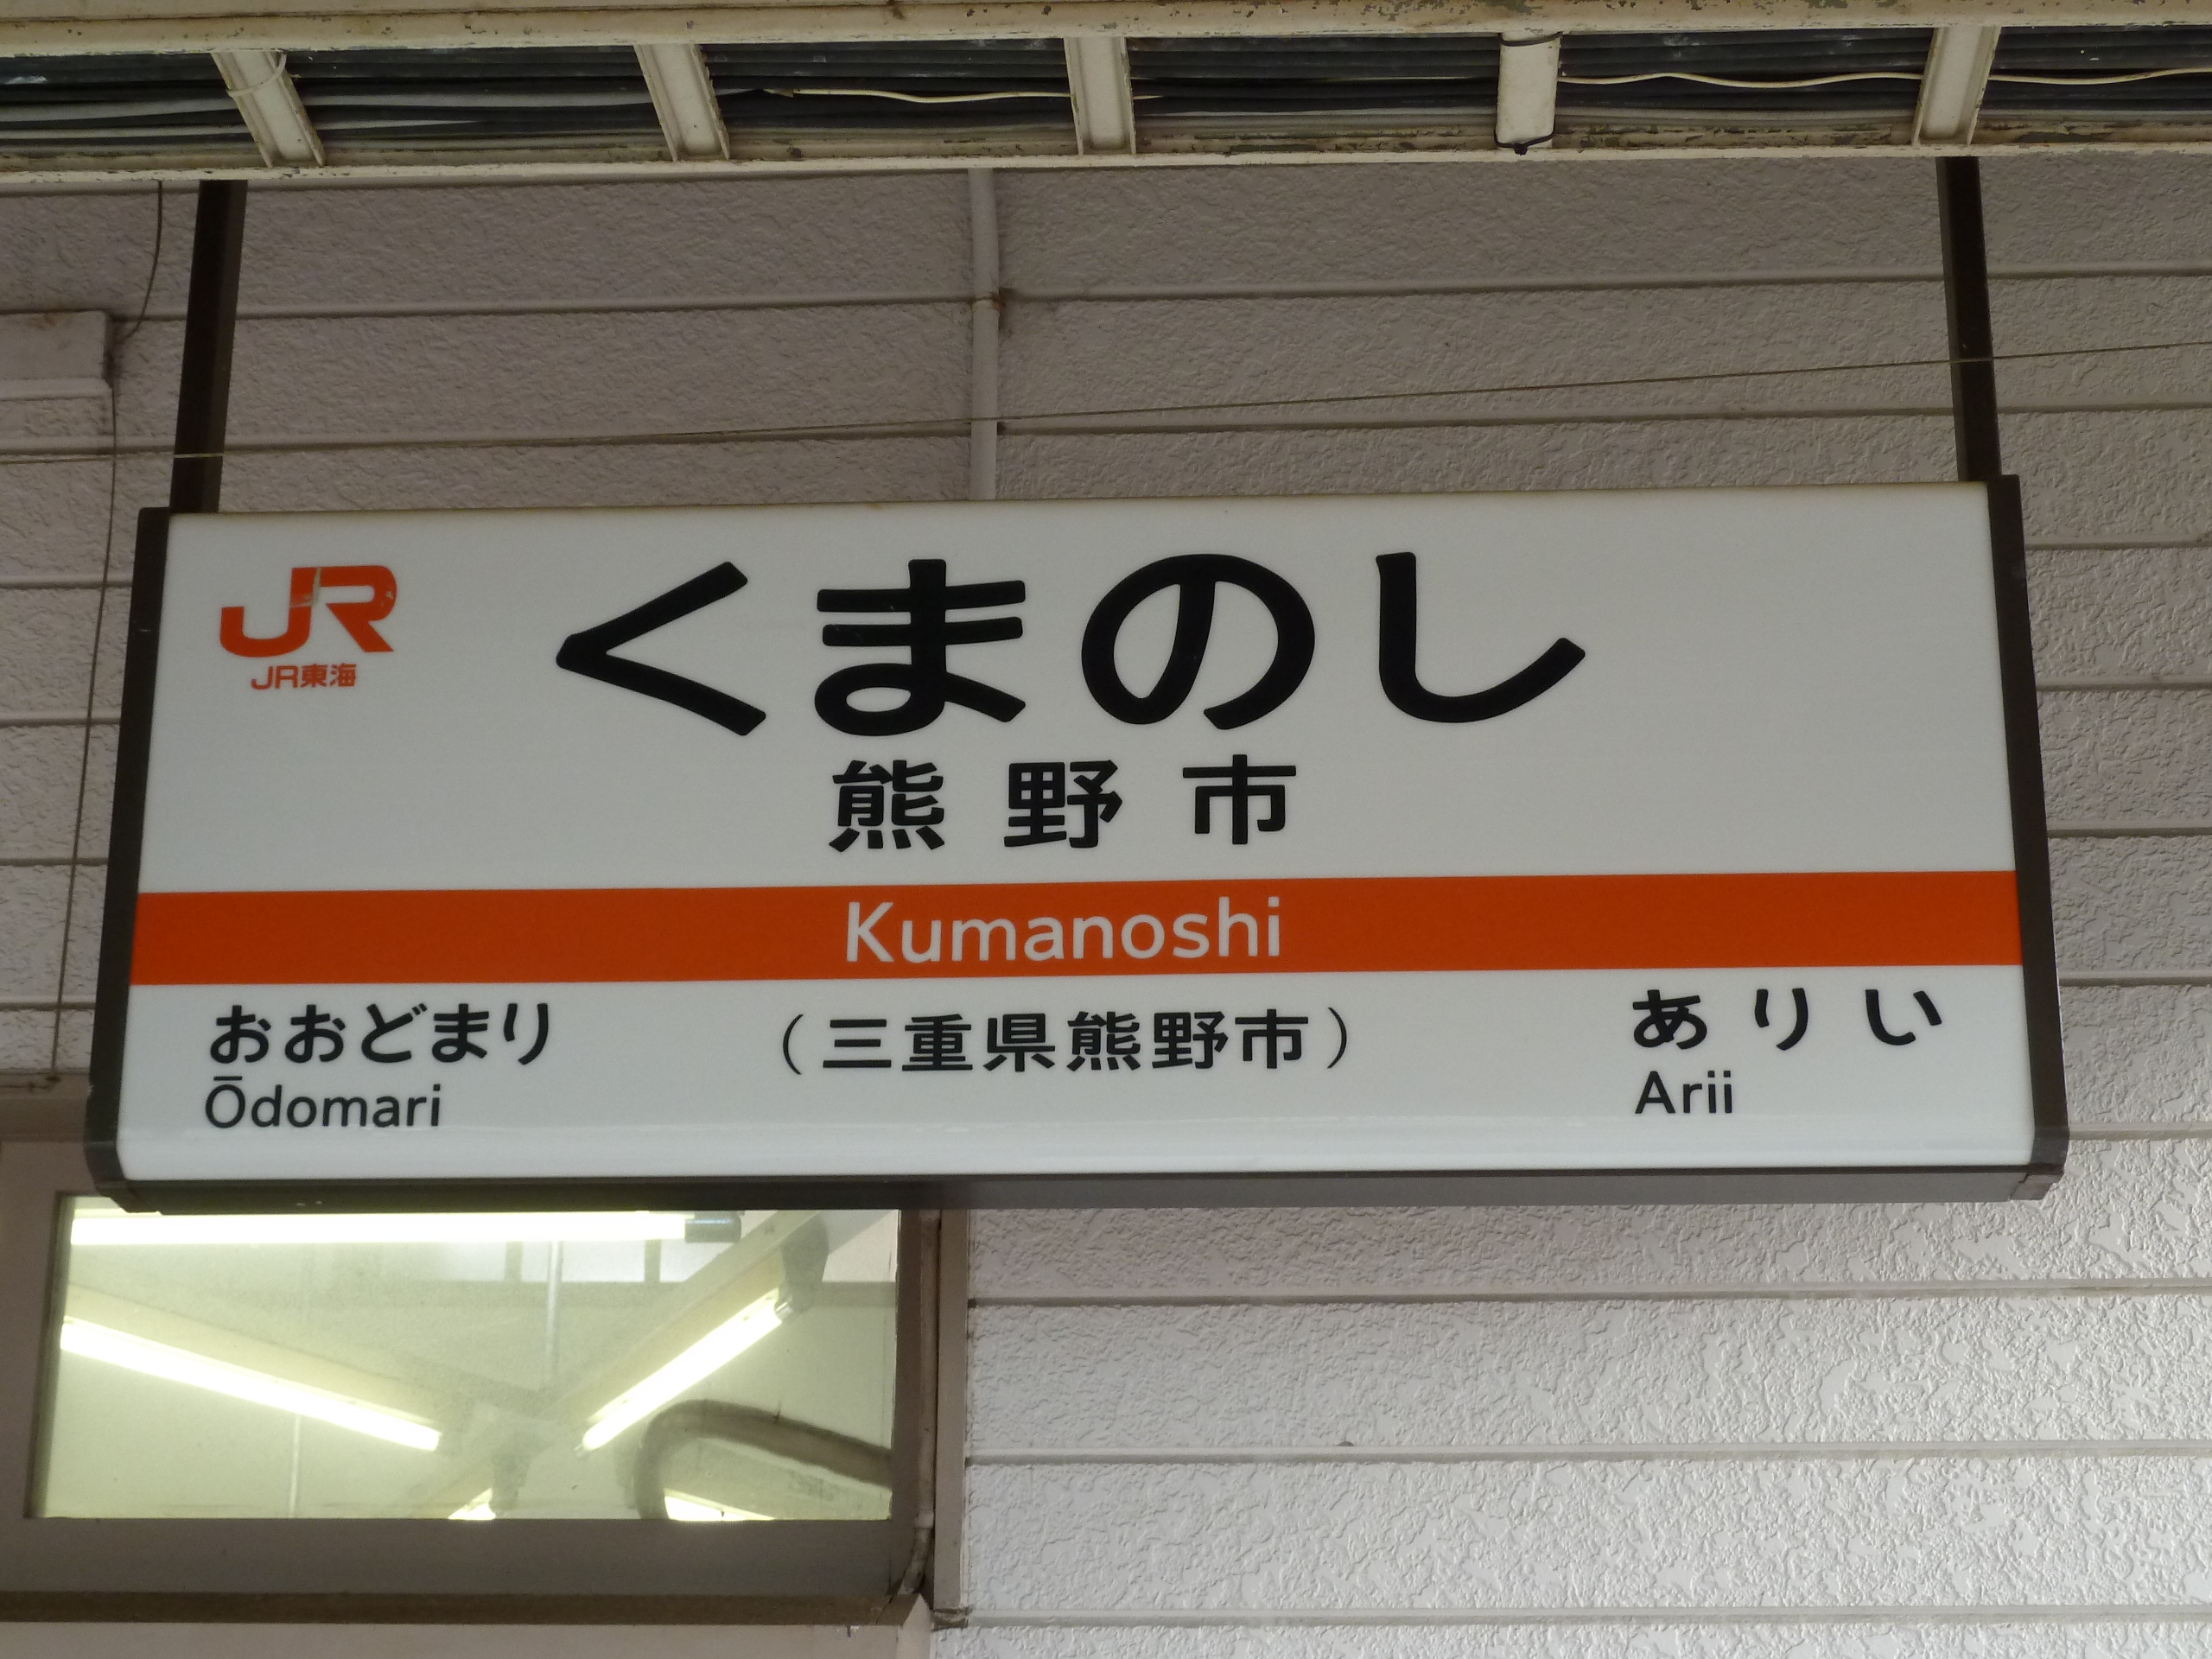 JR
JR東海
くまのし
熊野市
Kumanoshi
おおどまり
Ōdomari
（三重県熊野市）
ありい
Arii